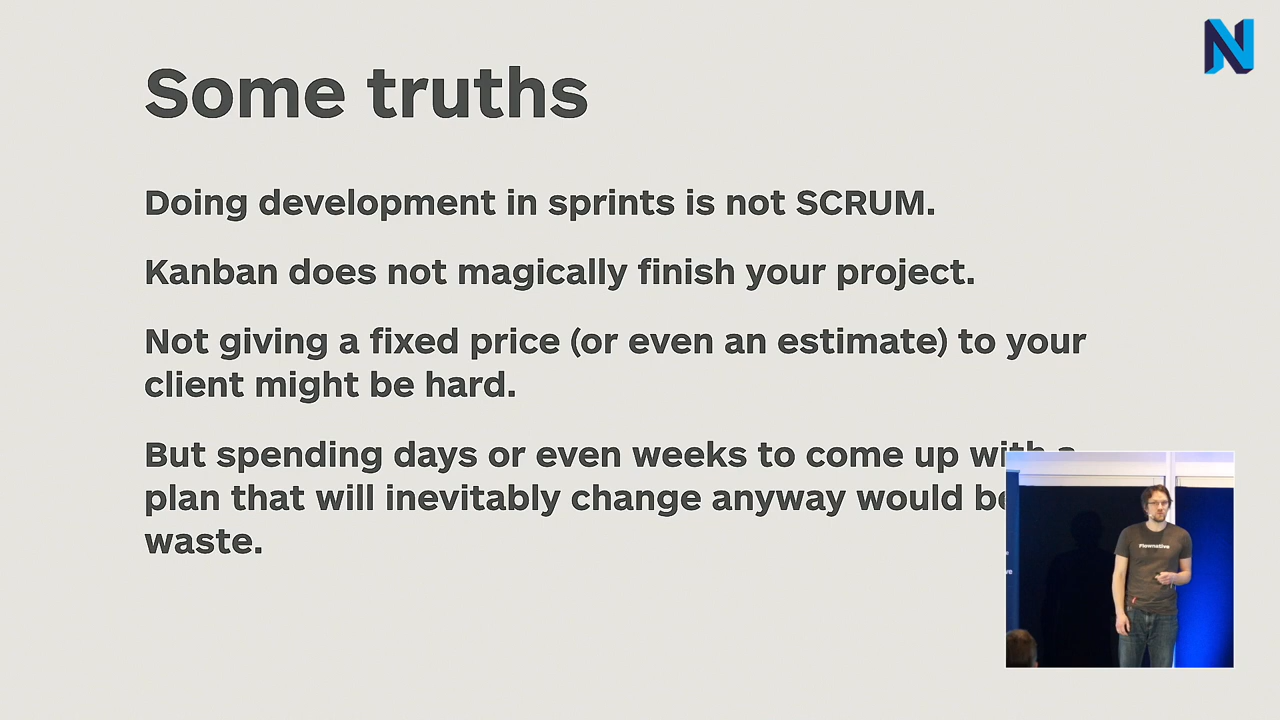 Some truths
Doing development in sprints is not SCRUM.
Kanban does not magically finish your project.
Not giving a fixed price (or even an estimate) to your
client might be hard.
But spending days or even weeks to come up with a
plan that will inevitably change anyway would be
waste.
Flownative